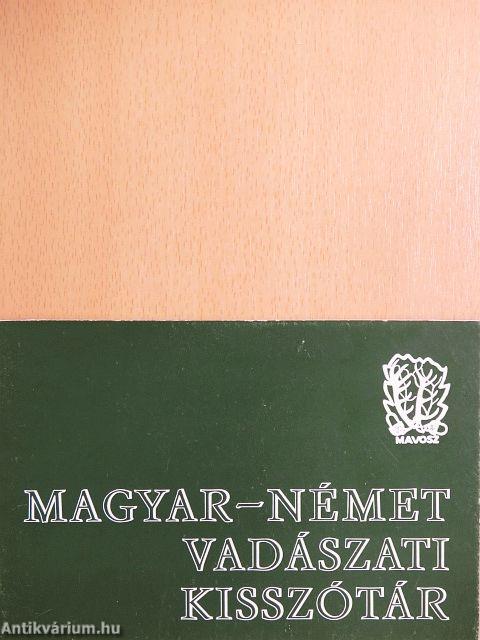 MAVOSZ
MAGYAR–NÉMET
VADÁSZATI
KISSZÓTÁR
Antikvárium.hu